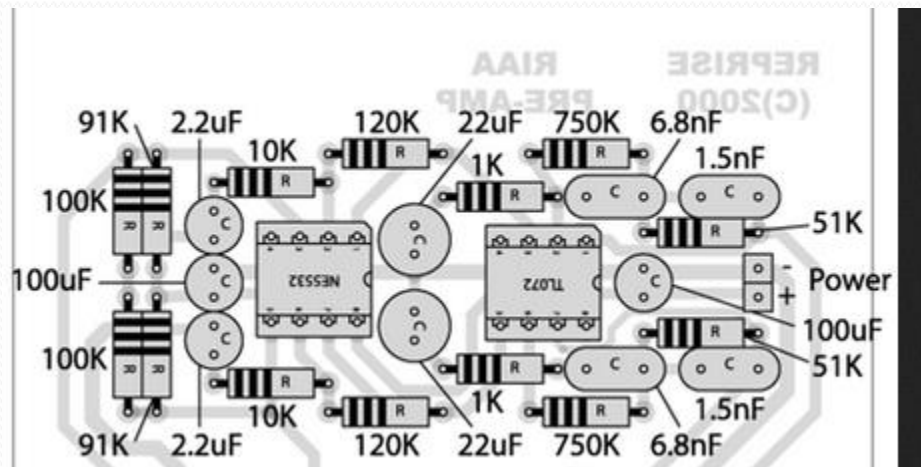 RIAA REPRISE
PRE-AMP (C)2000
91K 2.2uF 10K 120K 22uF 1K 750K 6.8nF 1.5nF
R R R R
C C
100K R R C C R 51K
NE5532 TL072
100uF C C - Power
+
100uF
100K R R C C R 51K
R R C C
10K R 1K R 1.5nF
91K 2.2uF 120K 22uF 750K 6.8nF